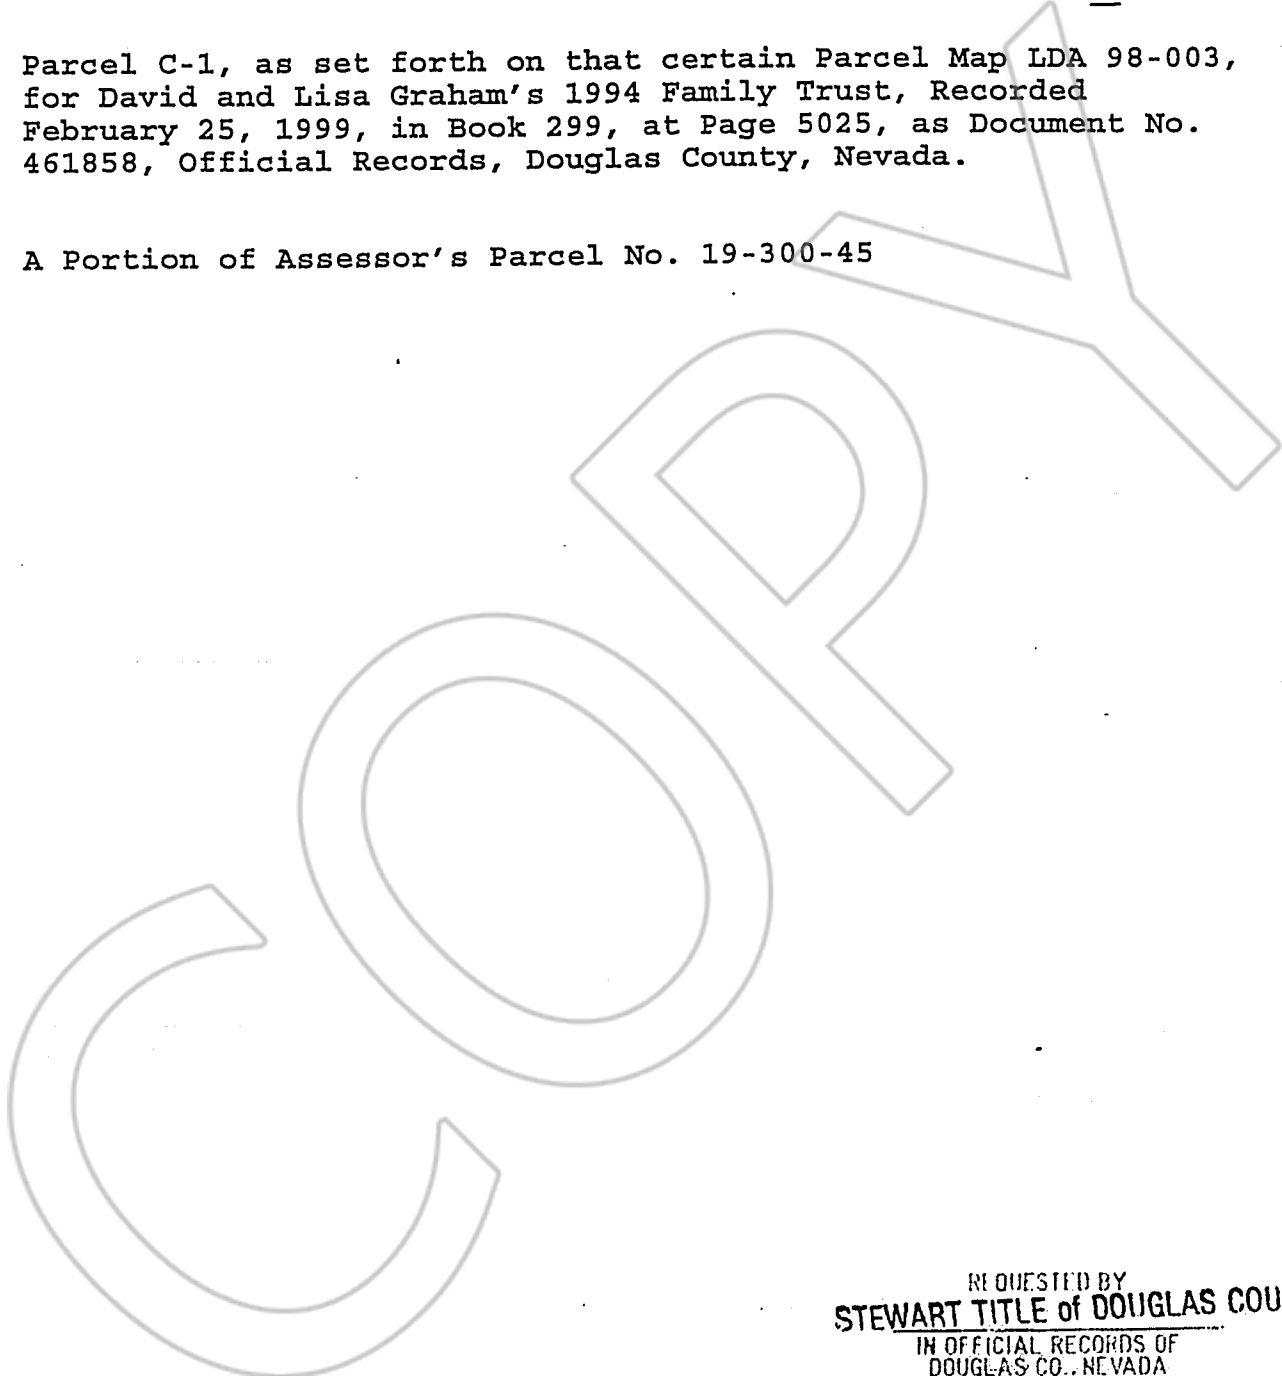 Parcel C-1, as set forth on that certain Parcel Map LDA 98-003,
for David and Lisa Graham's 1994 Family Trust, Recorded
February 25, 1999, in Book 299, at Page 5025, as Document No.
461858, Official Records, Douglas County, Nevada.
A Portion of Assessor's Parcel No. 19-300-45
COPY
REQUESTED BY
STEWART TITLE of DOUGLAS COU
IN OFFICIAL RECORDS OF
DOUGLAS CO., NEVADA